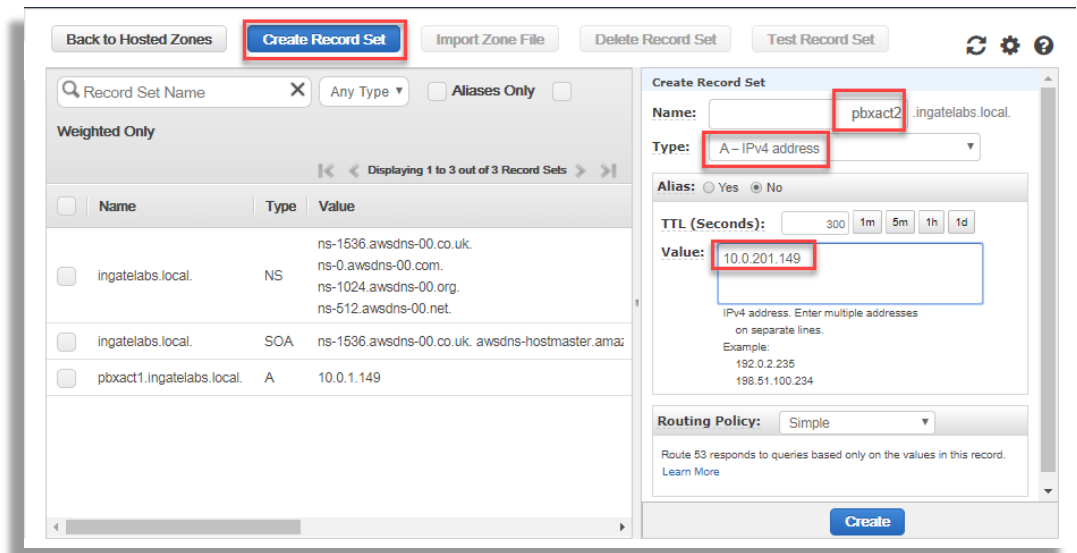 Back to Hosted Zones Create Record Set Import Zone File Delete Record Set Test Record Set
Record Set Name Any Type Aliases Only
Weighted Only
Displaying 1 to 3 out of 3 Record Sets
Name Type Value
ingatelabs.local. NS
ns-1536.awsdns-00.co.uk.
ns-0.awsdns-00.com.
ns-1024.awsdns-00.org.
ns-512.awsdns-00.net.
ingatelabs.local. SOA ns-1536.awsdns-00.co.uk. awsdns-hostmaster.amaz
pbxact1.ingatelabs.local. A 10.0.1.149
Create Record Set
Name: pbxact2 .ingatelabs.local.
Type: A – IPv4 address
Alias: Yes No
TTL (Seconds): 300 1m 5m 1h 1d
Value: 10.0.201.149
IPv4 address. Enter multiple addresses
on separate lines.
Example:
192.0.2.235
198.51.100.234
Routing Policy: Simple
Route 53 responds to queries based only on the values in this record.
Learn More
Create